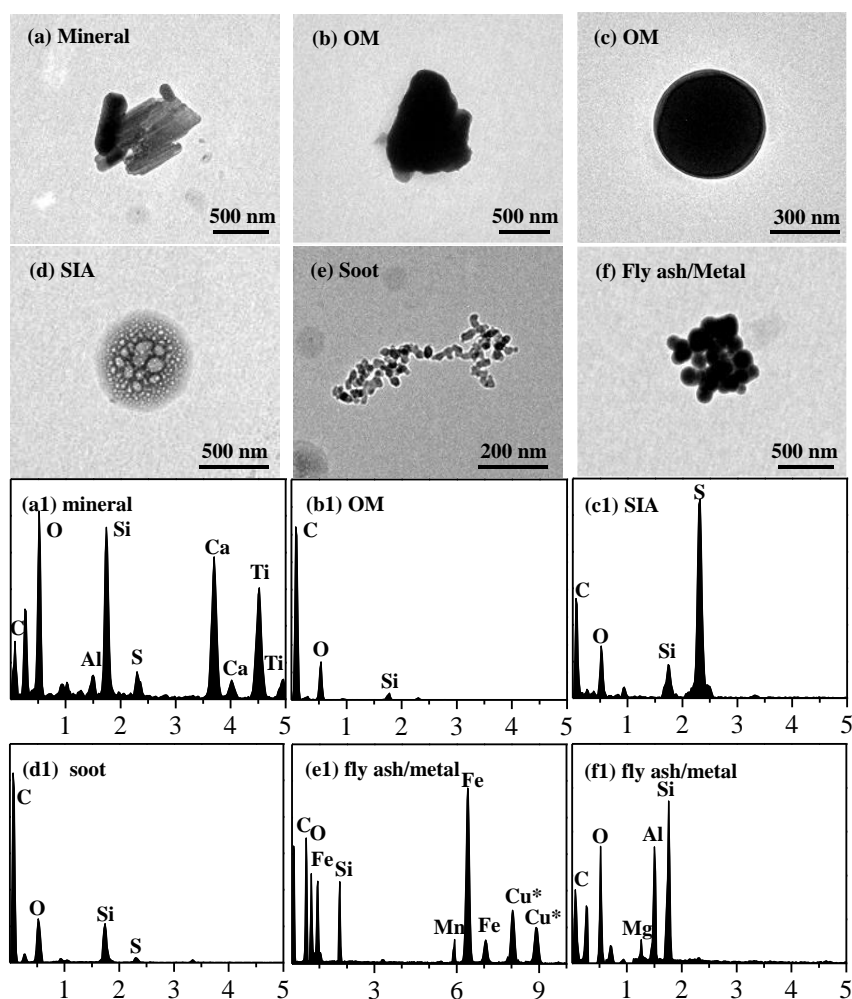 (a) Mineral
500 nm
(b) OM
500 nm
(c) OM
300 nm
(d) SIA
500 nm
(e) Soot
200 nm
(f) Fly ash/Metal
500 nm
(a1) mineral
C
O
Al
Si
S
Ca
Ca
Ti
Ti
1 2 3 4 5
(b1) OM
C
O
Si
1 2 3 4 5
(c1) SIA
C
O
Si
S
1 2 3 4 5
(d1) soot
C
O
Si
S
1 2 3 4 5
(e1) fly ash/metal
C
O
Fe
Si
Mn
Fe
Fe
Cu*
Cu*
3 6 9
(f1) fly ash/metal
C
O
Mg
Al
Si
1 2 3 4 5